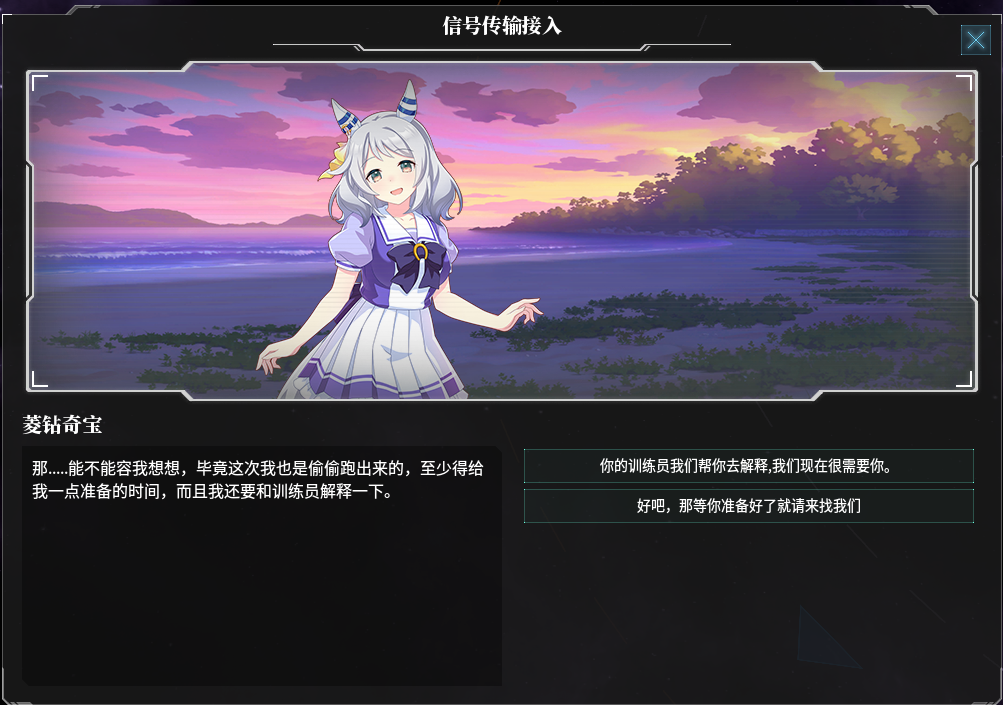 信号传输接入
菱钻奇宝
那.....能不能容我想想，毕竟这次我也是偷偷跑出来的，至少得给
我一点准备的时间，而且我还要和训练员解释一下。
你的训练员我们帮你去解释,我们现在很需要你。
好吧，那等你准备好了就请来找我们